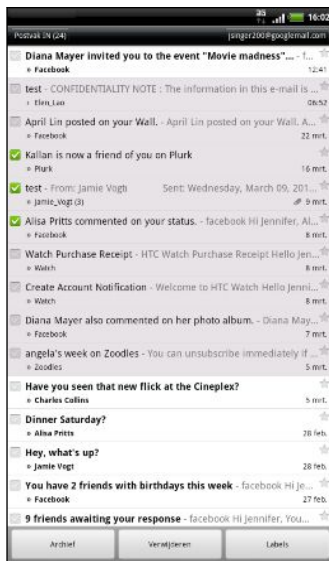 3G 16:02
Postvak IN (24) jsinger200@googlemail.com
Diana Mayer invited you to the event "Movie madness"... - f...
» Facebook 12:41
test - CONFIDENTIALITY NOTE : The information in this e-mail is ...
› Elen_Lao 06:52
April Lin posted on your Wall. - April Lin posted on your Wall. A...
» Facebook 22 mrt.
Kallan is now a friend of you on Plurk
» Plurk 16 mrt.
test - From: Jamie Vogti Sent: Wednesday, March 09, 201...
» Jamie_Vogt (3) 9 mrt.
Alisa Pritts commented on your status. - facebook Hi Jennifer, Al...
» Facebook 8 mrt.
Watch Purchase Receipt - HTC Watch Purchase Receipt Hello Jen...
» Watch 8 mrt.
Create Account Notification - Welcome to HTC Watch Hello Jenni...
» Watch 8 mrt.
Diana Mayer also commented on her photo album. - Diana May...
» Facebook 7 mrt.
angela's week on Zoodles - You can unsubscribe immediately if ...
» Zoodles 5 mrt.
Have you seen that new flick at the Cineplex?
» Charles Collins 5 mrt.
Dinner Saturday?
» Alisa Pritts 28 feb.
Hey, what's up?
» Jamie Vogt 28 feb.
You have 2 friends with birthdays this week - facebook Hi Je...
» Facebook 27 feb.
9 friends awaiting your response - facebook Hi Jennifer, You...
Archief Verwijderen Labels